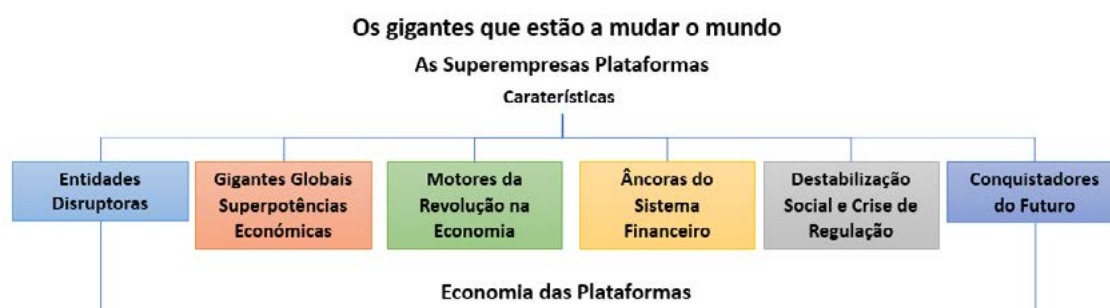 Os gigantes que estão a mudar o mundo
As Superempresas Plataformas
Caraterísticas
Entidades
Disruptoras
Gigantes Globais
Superpotências
Económicas
Motores da
Revolução na
Economia
Âncoras do
Sistema
Financeiro
Destabilização
Social e Crise de
Regulação
Conquistadores
do Futuro
Economia das Plataformas